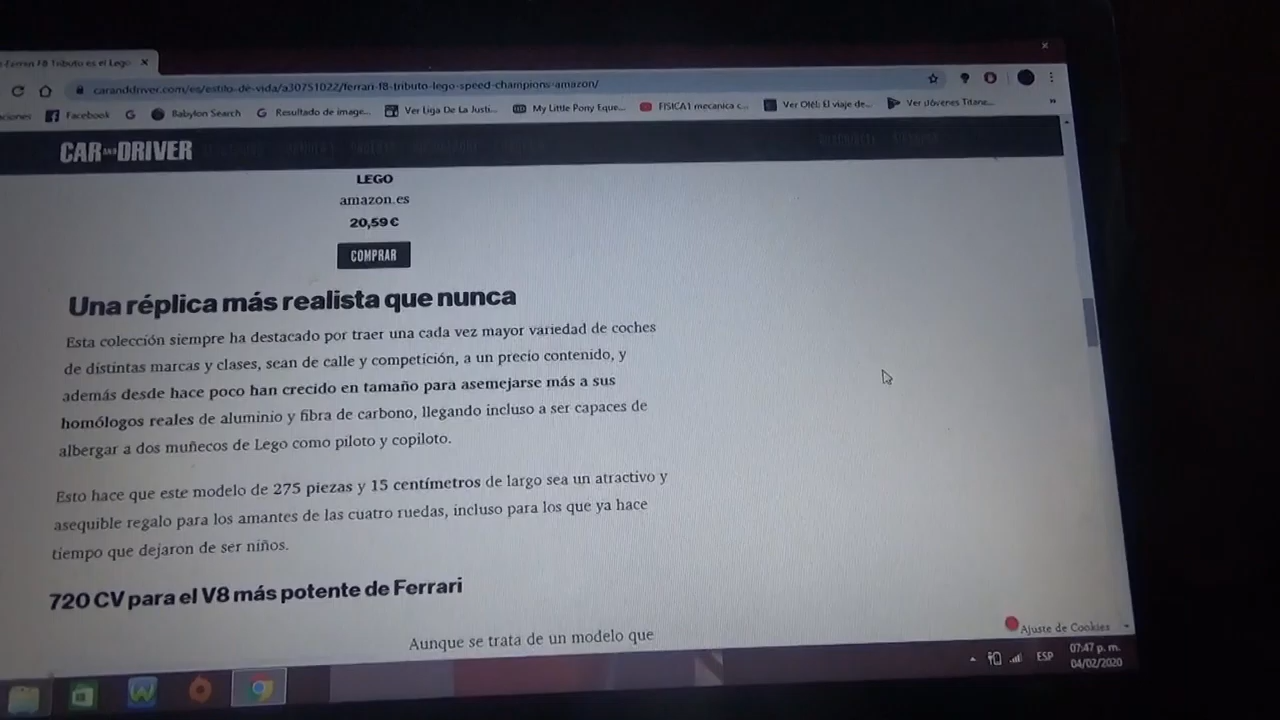 Ferrari F8 Tributo es el Lego
caranddriver.com/es/estilo-de-vida/a30751022/ferrari-f8-tributo-lego-speed-champions-amazon/
ciones
Facebook
Babylon Search
Resultado de image...
Ver Liga De La Justi...
My Little Pony Eque...
FISICA1 mecanica c...
Ver Olé!: El viaje de...
Ver Jóvenes Titane...
»
CAR AND DRIVER
LEGO
amazon.es
20,59 €
COMPRAR
Una réplica más realista que nunca
Esta colección siempre ha destacado por traer una cada vez mayor variedad de coches
de distintas marcas y clases, sean de calle y competición, a un precio contenido, y
además desde hace poco han crecido en tamaño para asemejarse más a sus
homólogos reales de aluminio y fibra de carbono, llegando incluso a ser capaces de
albergar a dos muñecos de Lego como piloto y copiloto.
Esto hace que este modelo de 275 piezas y 15 centímetros de largo sea un atractivo y
asequible regalo para los amantes de las cuatro ruedas, incluso para los que ya hace
tiempo que dejaron de ser niños.
720 CV para el V8 más potente de Ferrari
Aunque se trata de un modelo que
Ajuste de Cookies
ESP
07:47 p. m.
04/02/2020